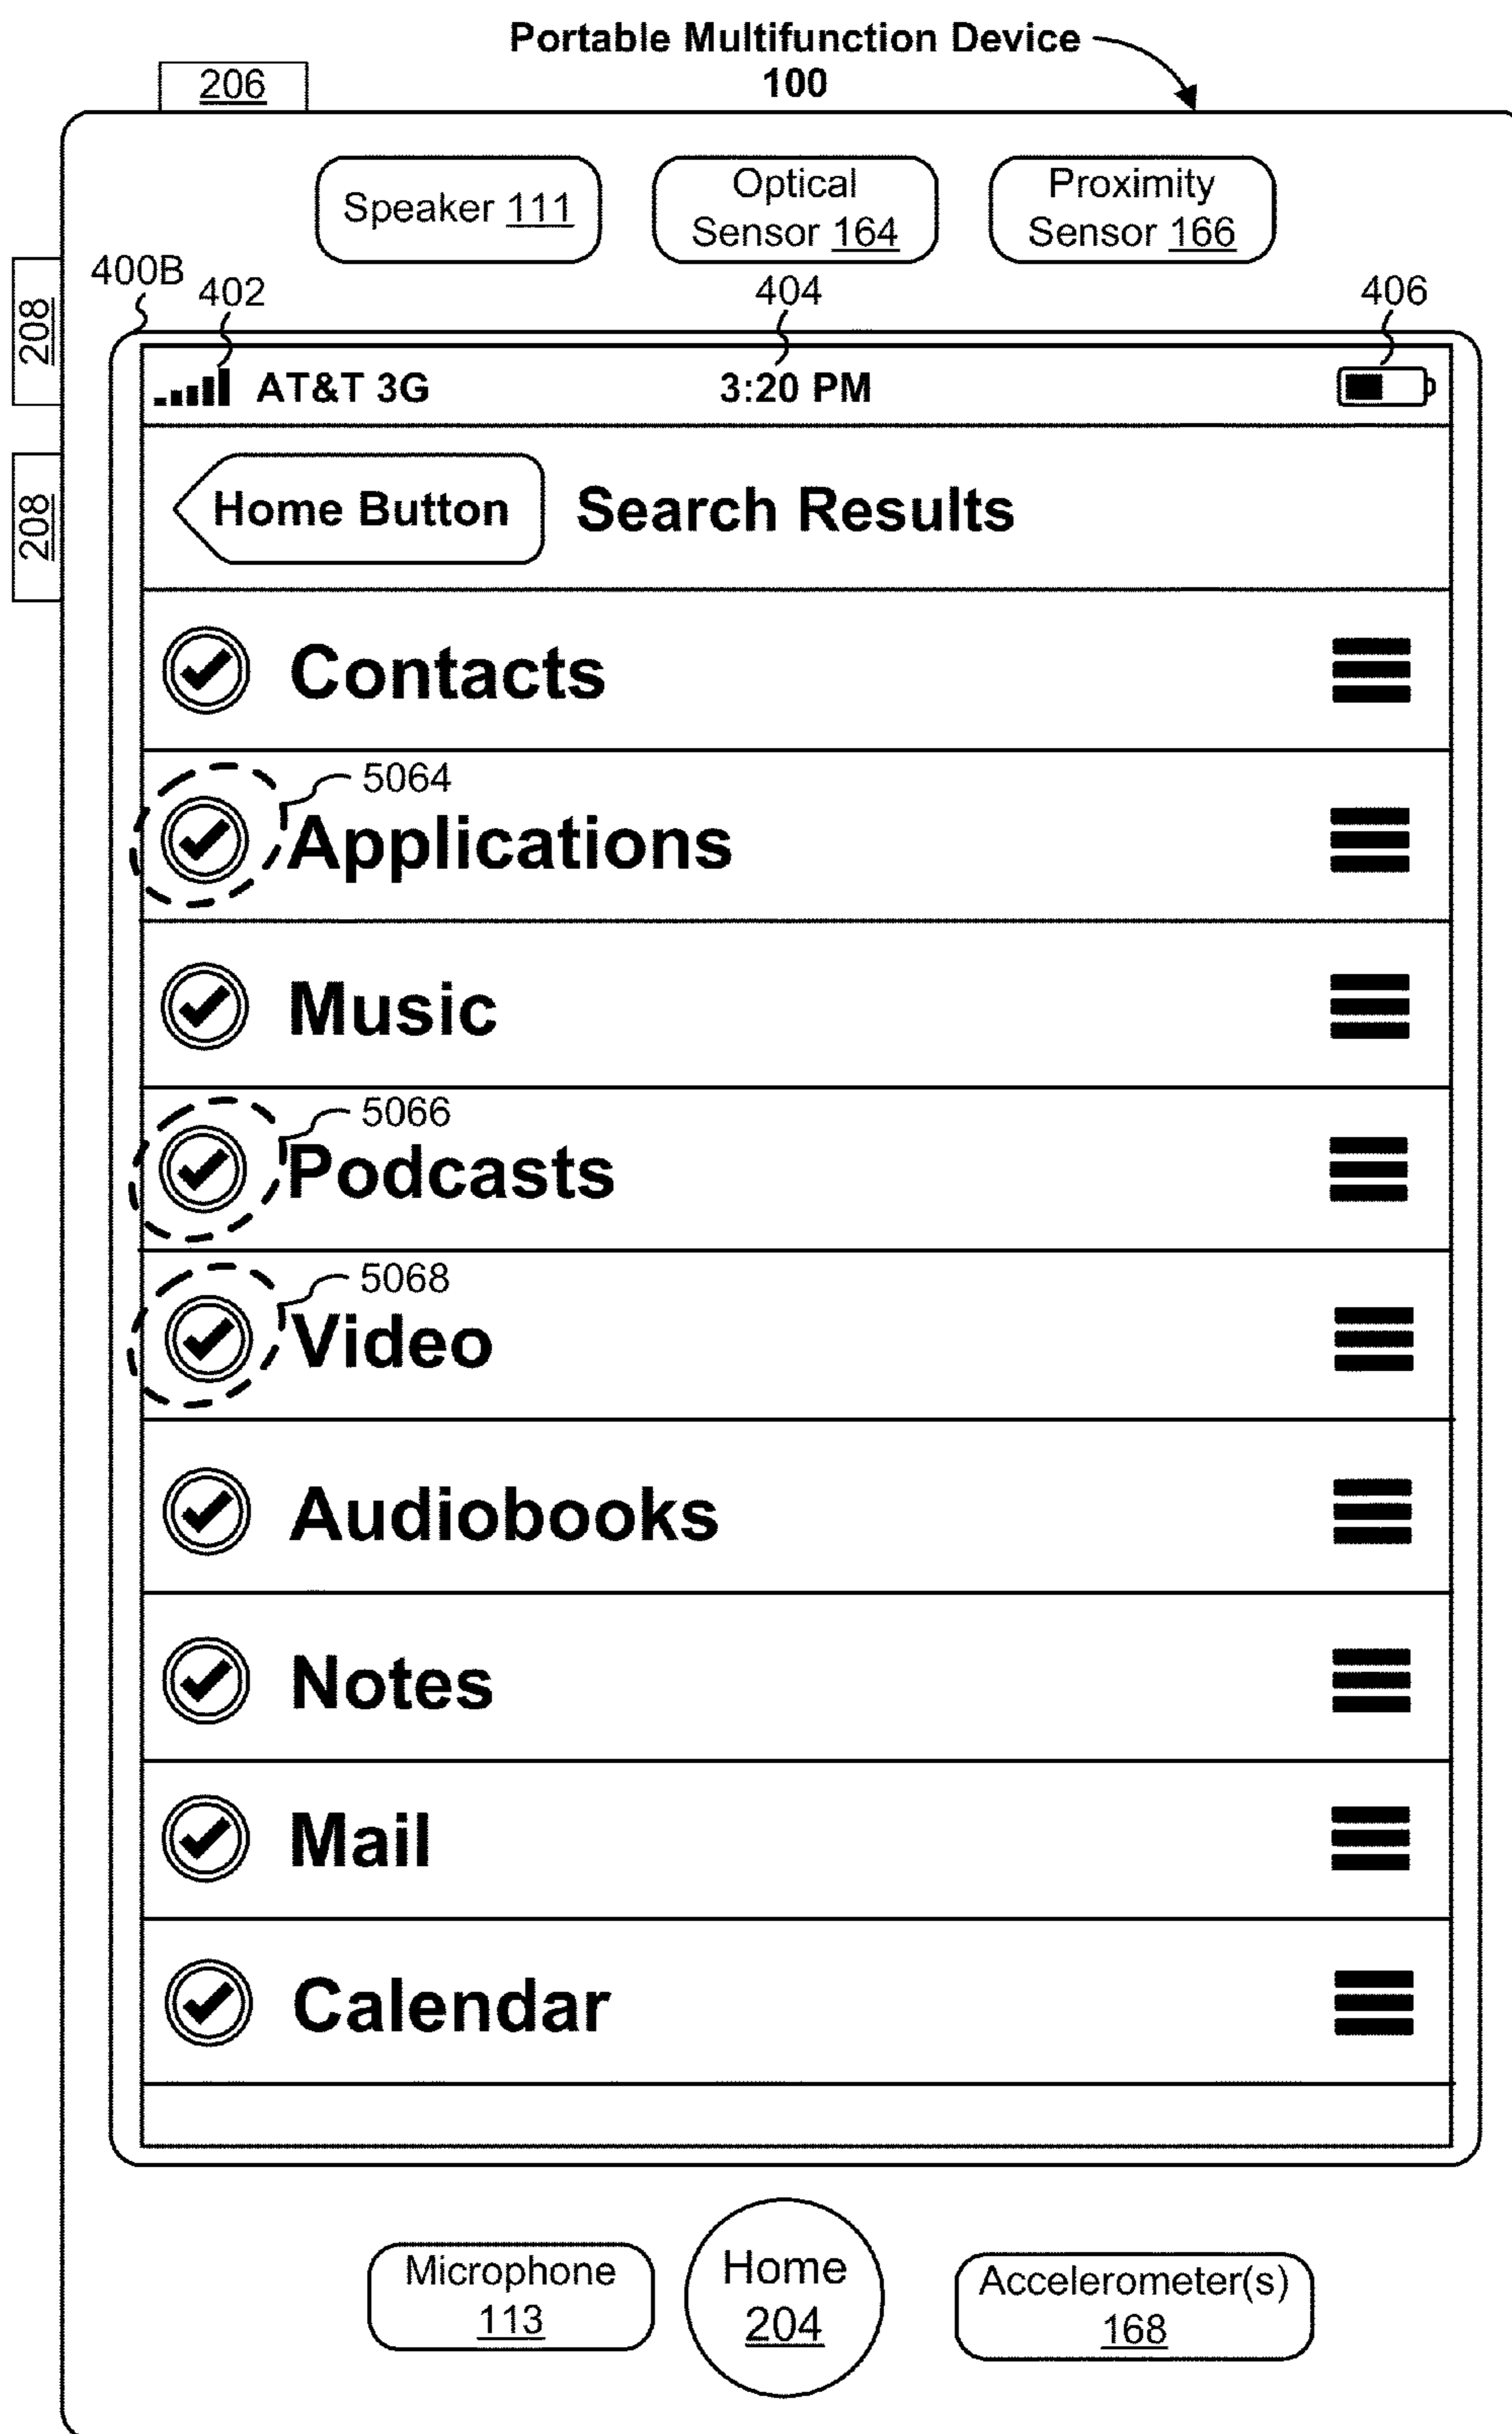 Portable Multifunction Device
100
206
Speaker 111
Optical
Sensor 164
Proximity
Sensor 166
208
208
400B
402
404
406
AT&T 3G
3:20 PM
Home Button
Search Results
Contacts
5064
Applications
Music
5066
Podcasts
5068
Video
Audiobooks
Notes
Mail
Calendar
Microphone
113
Home
204
Accelerometer(s)
168